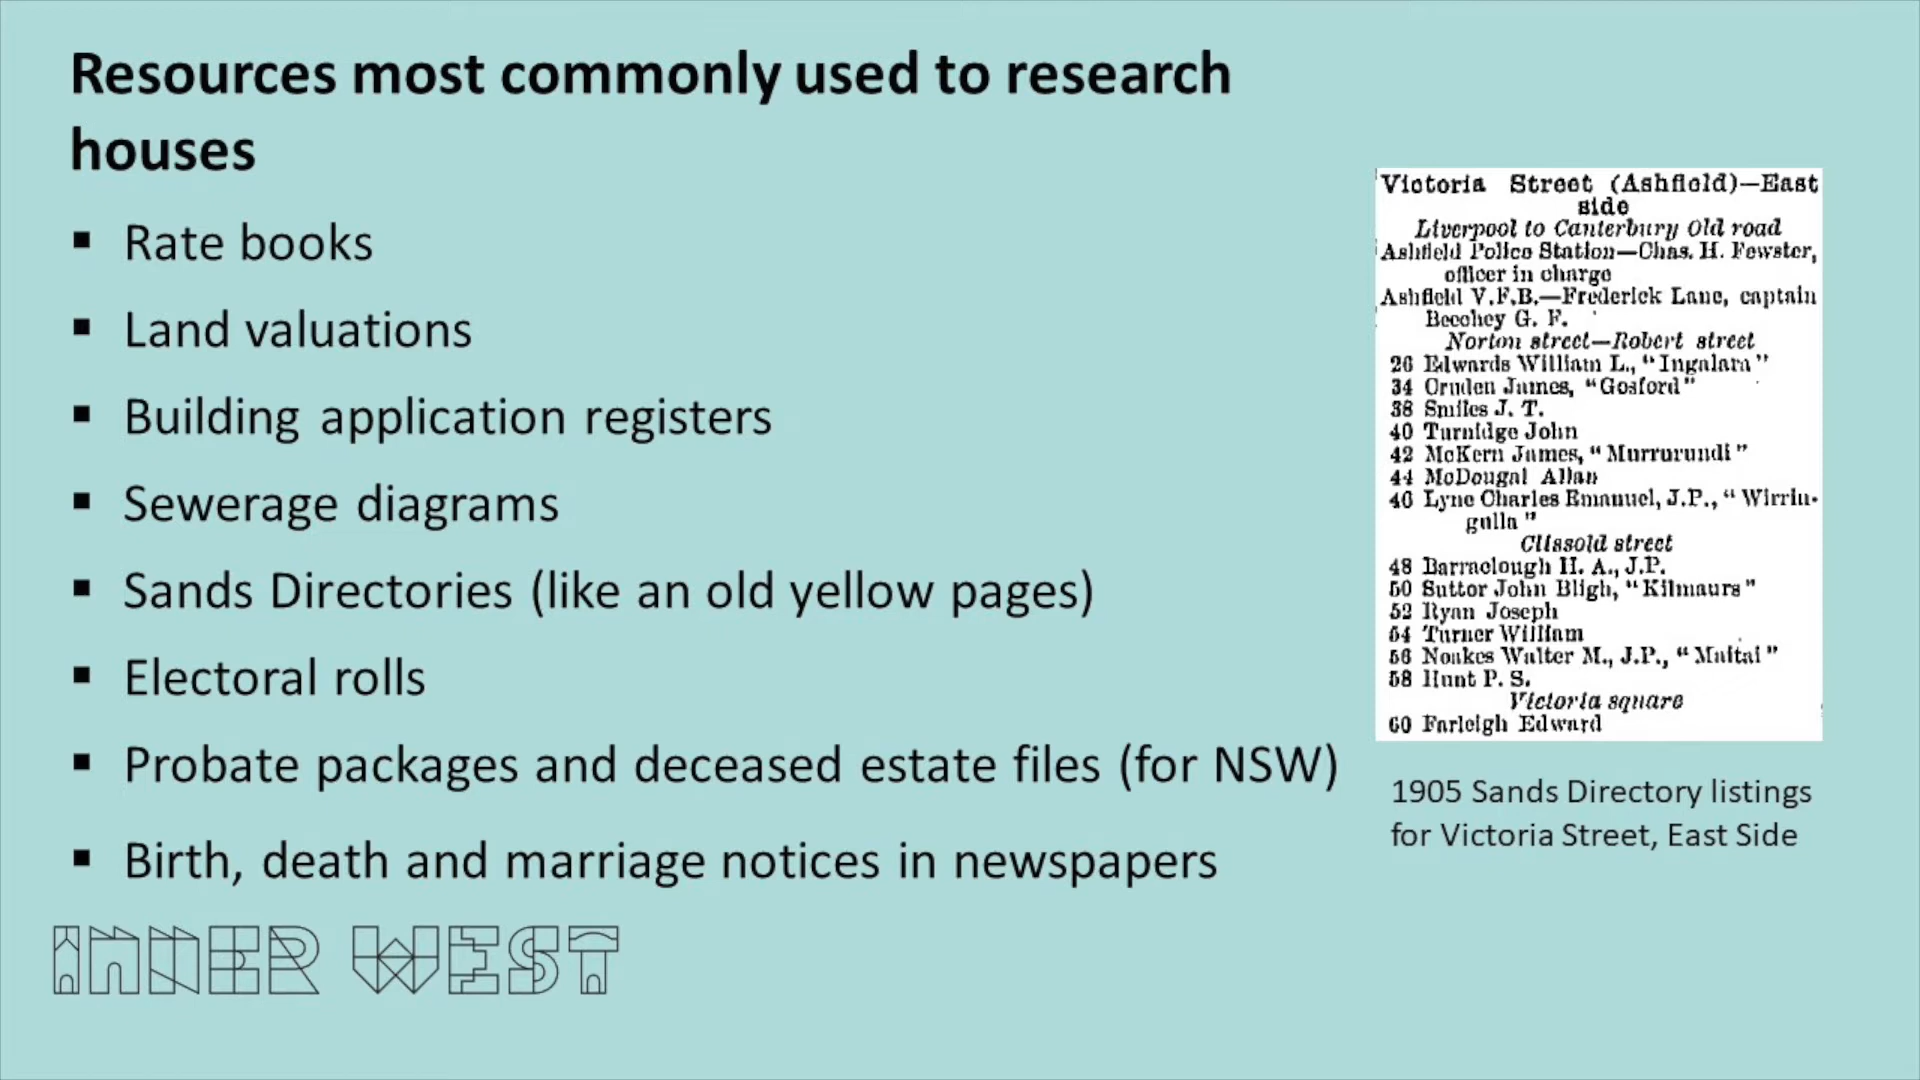 Resources most commonly used to research
houses
▪ Rate books
▪ Land valuations
▪ Building application registers
▪ Sewerage diagrams
▪ Sands Directories (like an old yellow pages)
▪ Electoral rolls
▪ Probate packages and deceased estate files (for NSW)
▪ Birth, death and marriage notices in newspapers
INNER WEST
Victoria Street (Ashfield)—East
side
Liverpool to Canterbury Old road
Ashfield Police Station—Chas. H. Fewster,
officer in charge
Ashfield V.F.B.—Frederick Lane, captain
Beechey G. F.
Norton street—Robert street
26 Edwards William L., "Ingalara"
34 James, "Gosford"
38 Smiles J. T.
40 Turnidge John
42 McKern James, "Murrurundi"
44 McDougal Allan
46 Lyne Charles Emanuel, J.P., "Wirrin-
gulla"
Clissold street
48 Barraclough H. A., J.P.
50 Suttor John Bligh, "Kilmaurs"
52 Ryan Joseph
54 Turner William
56 Noakes Walter M., J.P., "Maitai"
58 Hunt P. S.
Victoria square
60 Farleigh Edward
1905 Sands Directory listings
for Victoria Street, East Side